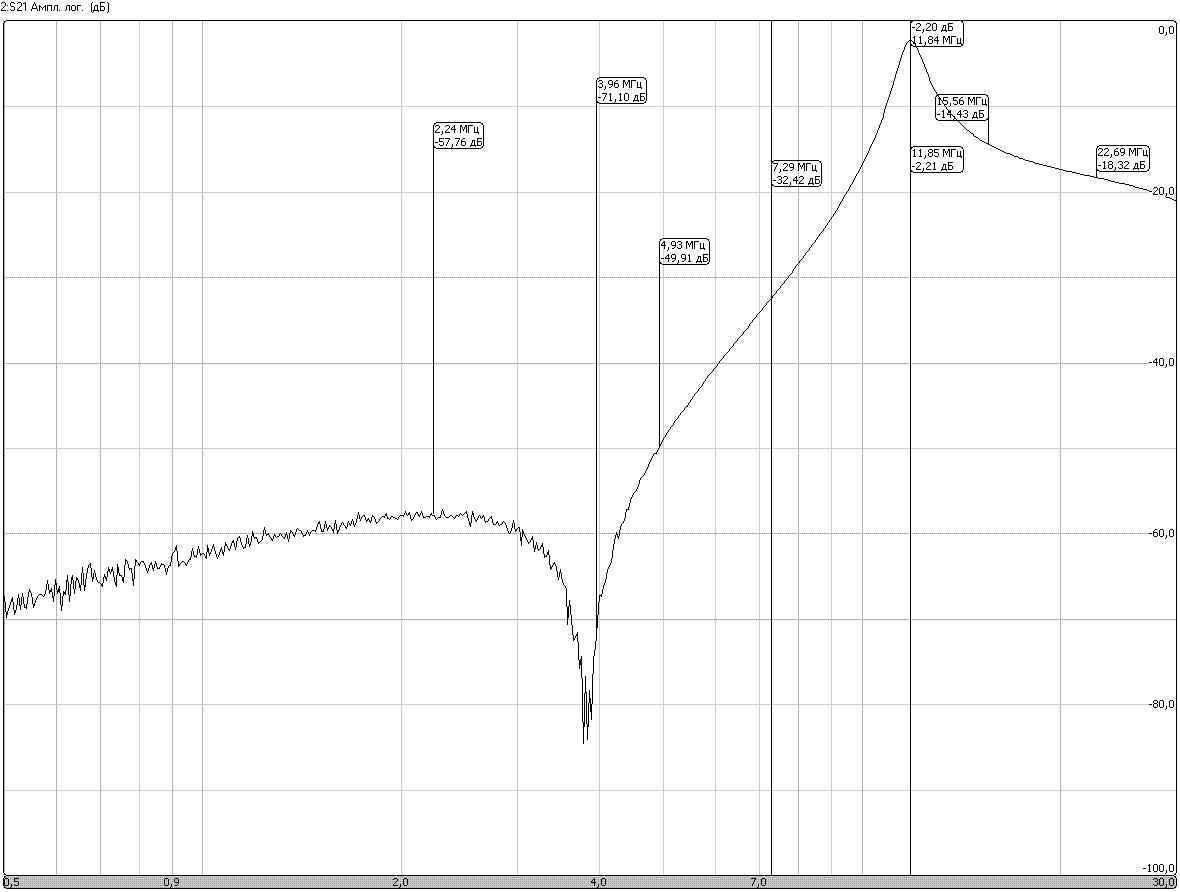 2:S21 Ампл. лог. (дБ)
0,0
-2,20 дБ
11,84 МГц
3,96 МГц
-71,10 дБ
15,56 МГц
-14,43 дБ
2,24 МГц
-57,76 дБ
11,85 МГц
-2,21 дБ
22,69 МГц
-18,32 дБ
7,29 МГц
-32,42 дБ
-20,0
4,93 МГц
-49,91 дБ
-40,0
-60,0
-80,0
-100,0
0,5 0,9 2,0 4,0 7,0 30,0